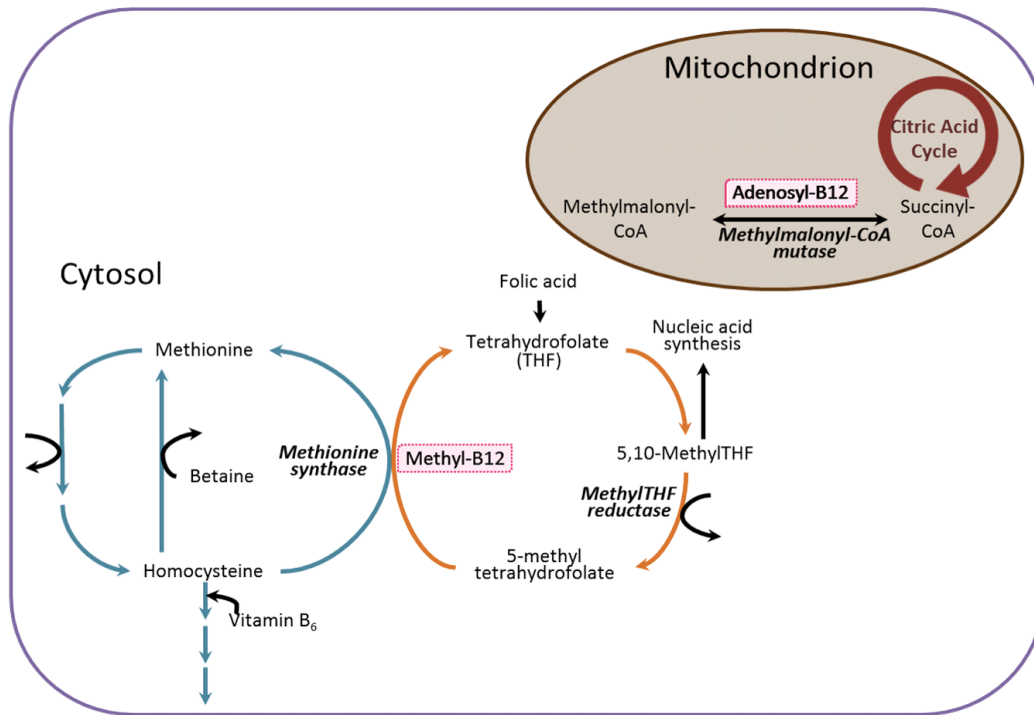 Mitochondrion
Citric Acid
Cycle
Adenosyl-B12
Methylmalonyl-
CoA
Methylmalonyl-CoA
mutase
Succinyl-
CoA
Cytosol
Folic acid
Tetrahydrofolate
(THF)
Nucleic acid
synthesis
Methionine
Methionine
synthase
Methyl-B12
5,10-MethylTHF
Betaine
MethylTHF
reductase
5-methyl
tetrahydrofolate
Homocysteine
Vitamin B₆